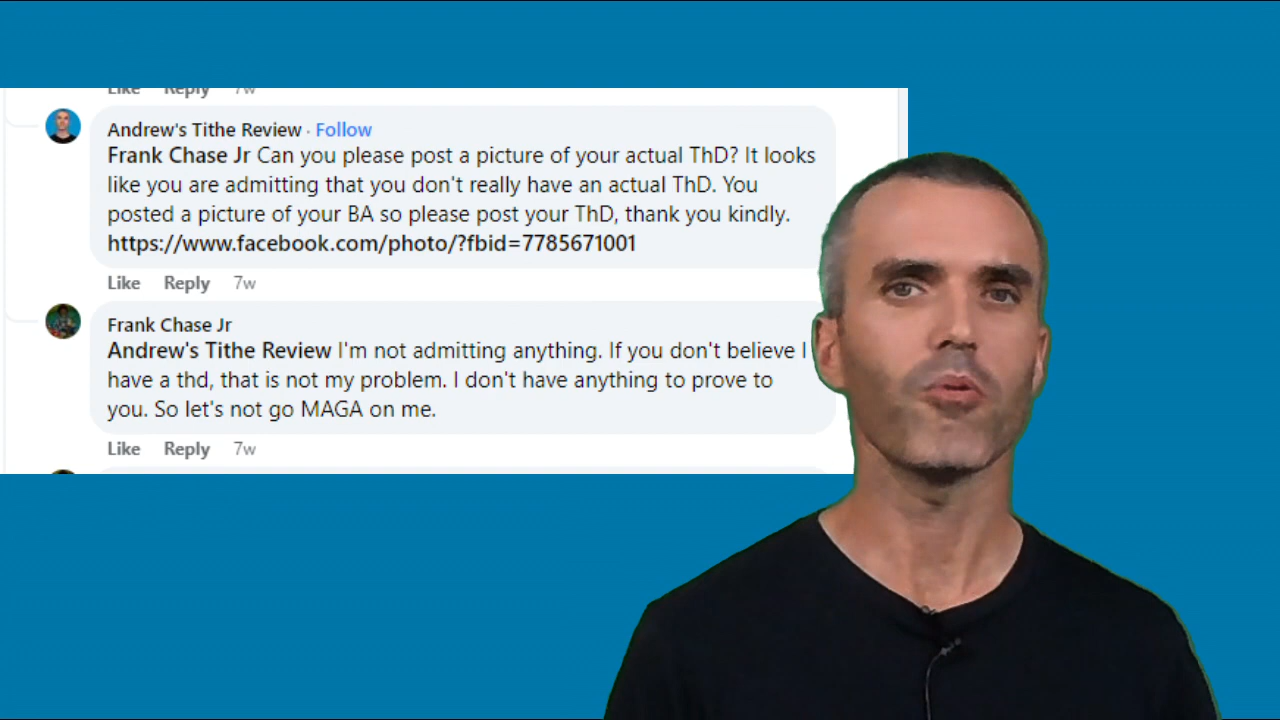 Like Reply 7w
Andrew's Tithe Review · Follow
Frank Chase Jr Can you please post a picture of your actual ThD? It looks
like you are admitting that you don't really have an actual ThD. You
posted a picture of your BA so please post your ThD, thank you kindly.
https://www.facebook.com/photo/?fbid=7785671001
Like Reply 7w
Frank Chase Jr
Andrew's Tithe Review I'm not admitting anything. If you don't believe I
have a thd, that is not my problem. I don't have anything to prove to
you. So let's not go MAGA on me.
Like Reply 7w